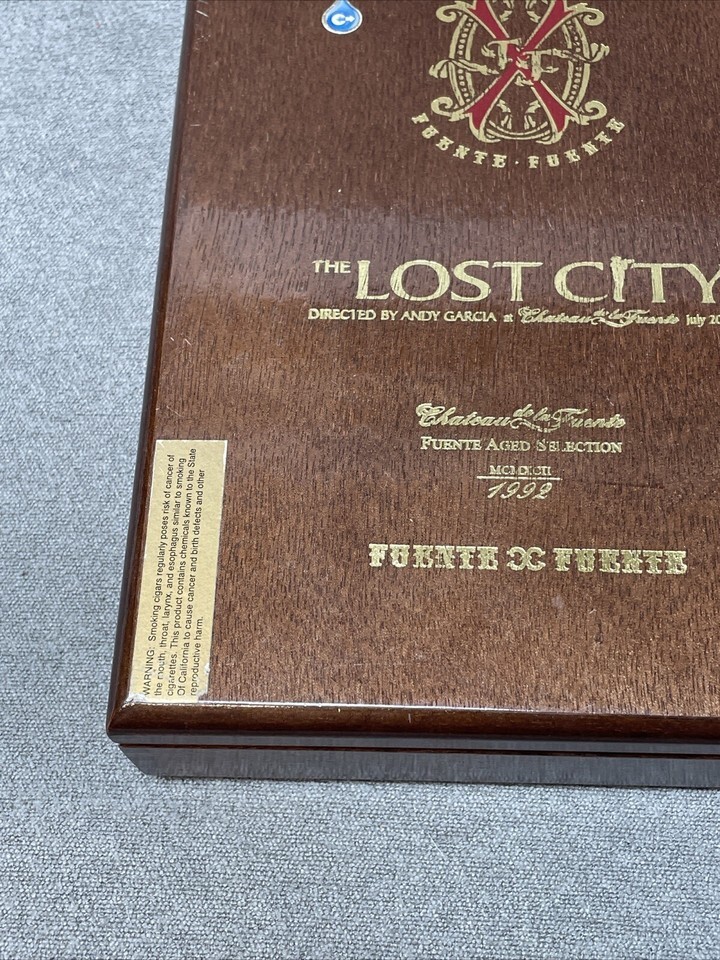 FUENTE · FUENTE
THE LOST CITY
DIRECTED BY ANDY GARCIA at Chateau de la Fuente July 20
Chateau de la Fuente
FUENTE AGED SELECTION
MCMXCII
1992
FUENTE FUENTE
WARNING: Smoking cigars regularly poses risk of cancer of
the mouth, throat, larynx, and esophagus similar to smoking
cigarettes. This product contains chemicals known to the State
Of California to cause cancer and birth defects and other
reproductive harm.